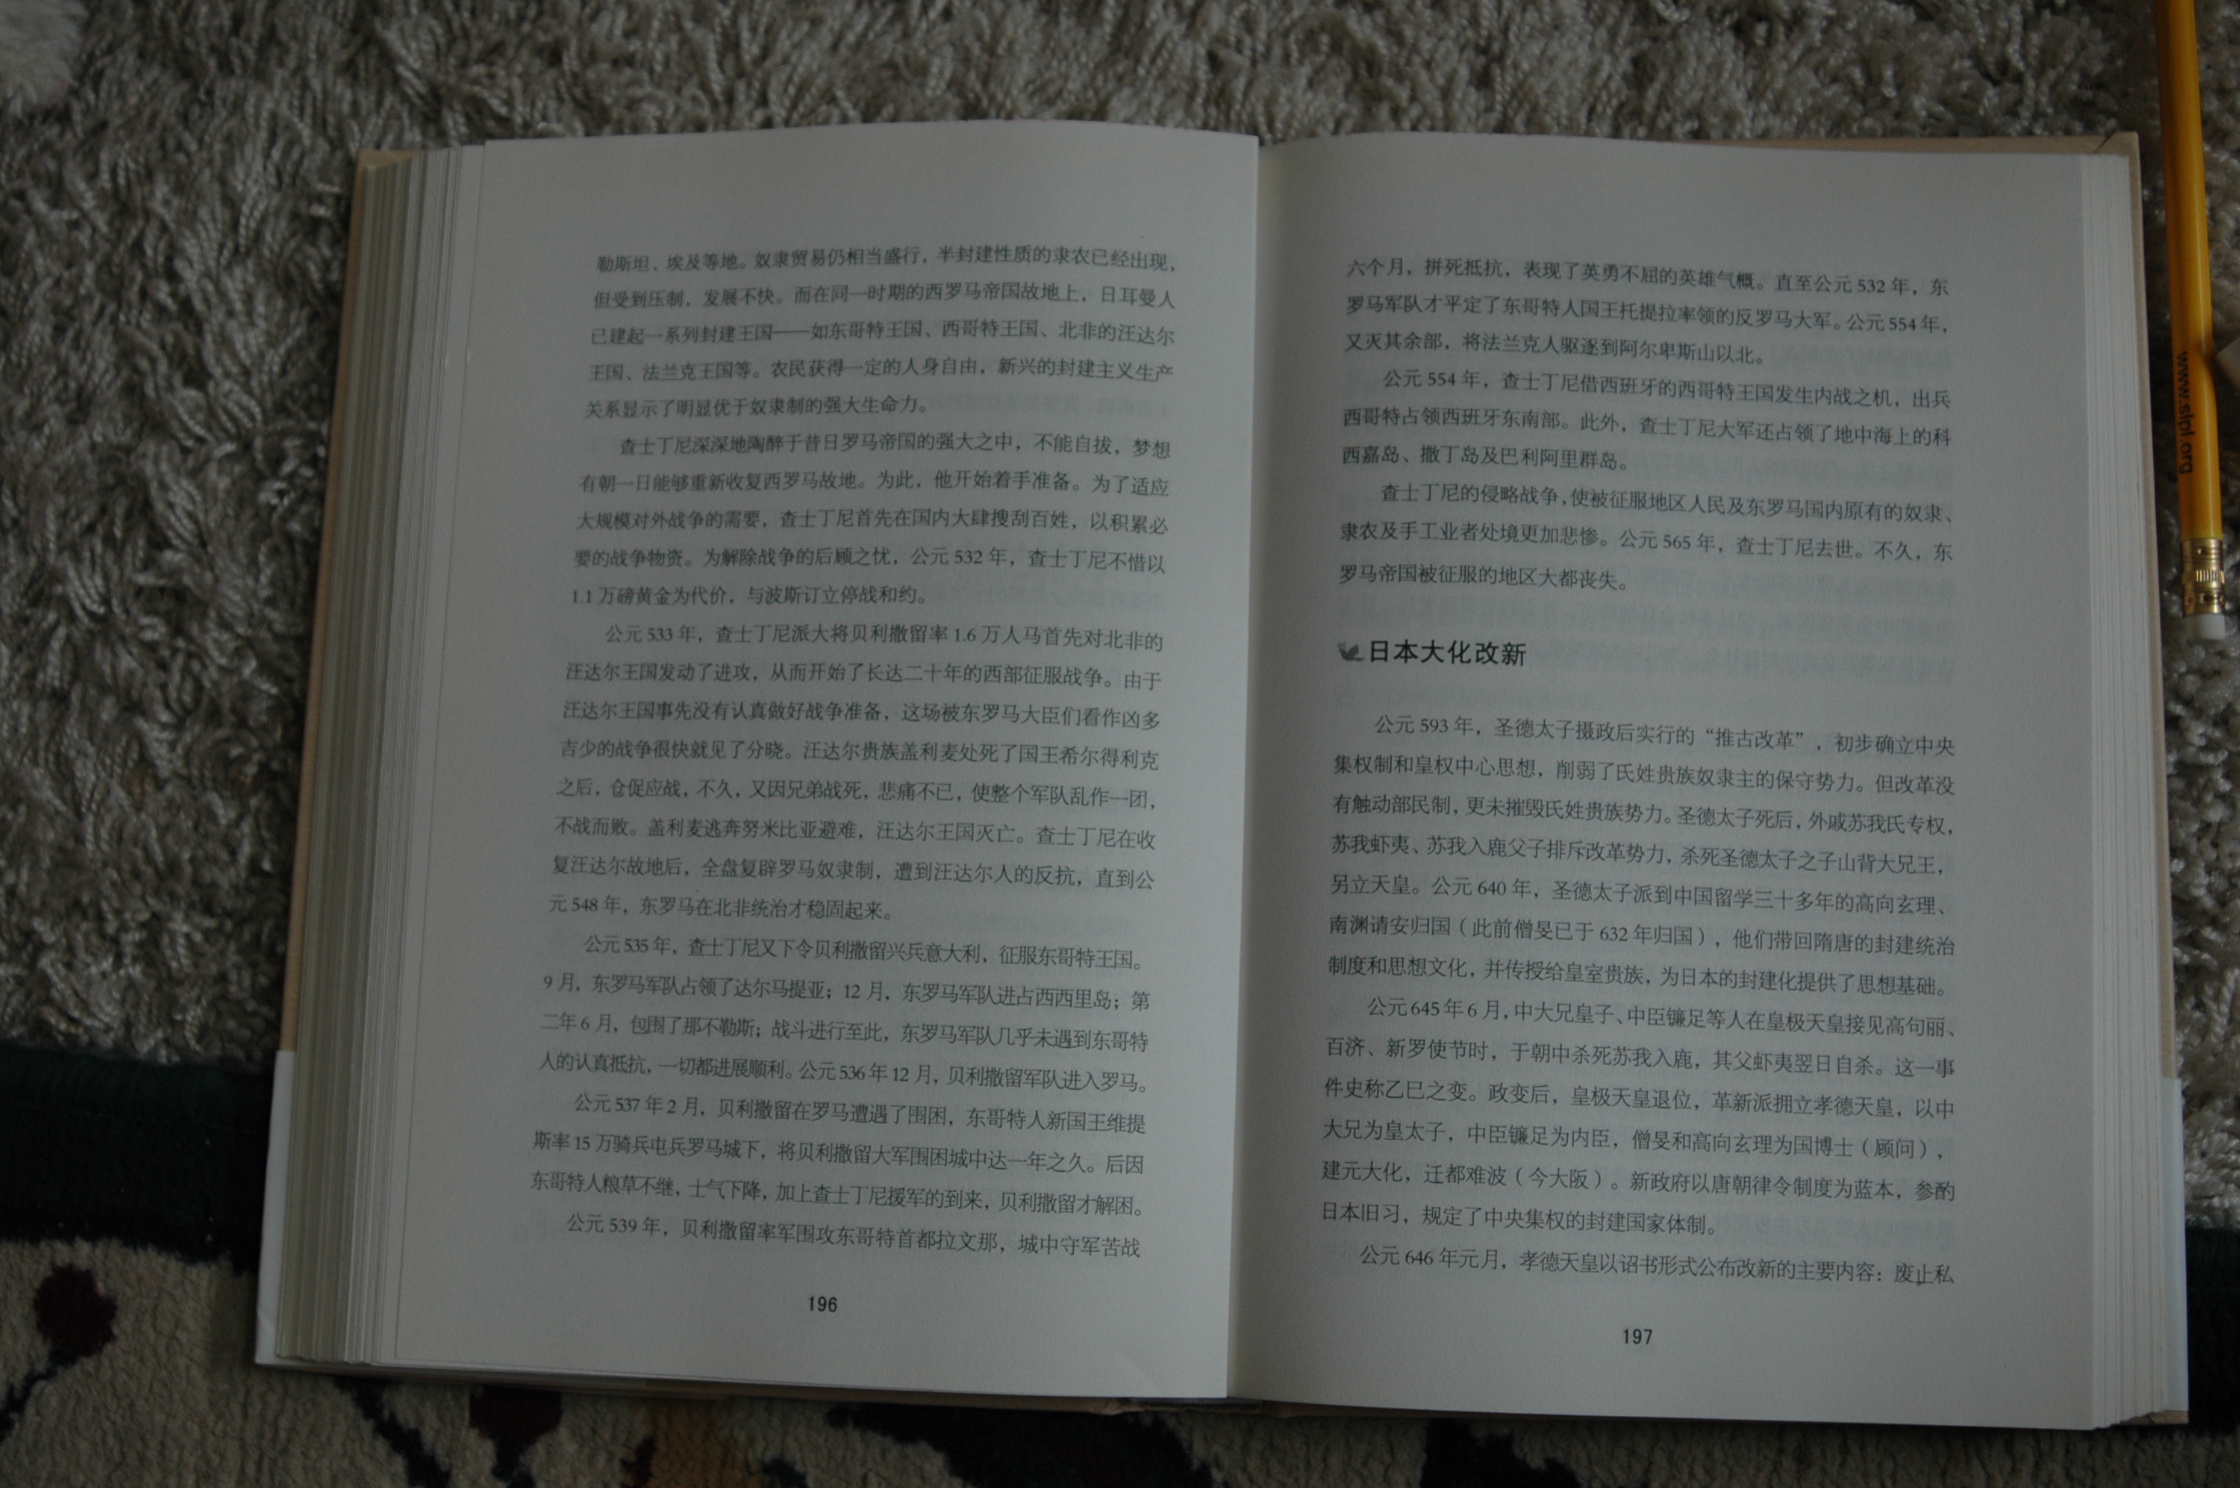 www.slpl.org
勒斯坦、埃及等地。奴隶贸易仍相当盛行，半封建性质的隶农已经出现，
但受到压制，发展不快。而在同一时期的西罗马帝国故地上，日耳曼人
已建起一系列封建王国——如东哥特王国、西哥特王国、北非的汪达尔
王国、法兰克王国等。农民获得一定的人身自由，新兴的封建主义生产
关系显示了明显优于奴隶制的强大生命力。
查士丁尼深深地陶醉于昔日罗马帝国的强大之中，不能自拔，梦想
有朝一日能够重新收复西罗马故地。为此，他开始着手准备。为了适应
大规模对外战争的需要，查士丁尼首先在国内大肆搜刮百姓，以积累必
要的战争物资。为解除战争的后顾之忧，公元 532 年，查士丁尼不惜以
1.1 万磅黄金为代价，与波斯订立停战和约。
公元 533 年，查士丁尼派大将贝利撒留率 1.6 万人马首先对北非的
汪达尔王国发动了进攻，从而开始了长达二十年的西部征服战争。由于
汪达尔王国事先没有认真做好战争准备，这场被东罗马大臣们看作凶多
吉少的战争很快就见了分晓。汪达尔贵族盖利麦处死了国王希尔得利克
之后，仓促应战，不久，又因兄弟战死，悲痛不已，使整个军队乱作一团，
不战而败。盖利麦逃奔努米比亚避难，汪达尔王国灭亡。查士丁尼在收
复汪达尔故地后，全盘复辟罗马奴隶制，遭到汪达尔人的反抗，直到公
元 548 年，东罗马在北非统治才稳固起来。
公元 535 年，查士丁尼又下令贝利撒留兴兵意大利，征服东哥特王国。
9 月，东罗马军队占领了达尔马提亚；12 月，东罗马军队进占西西里岛；第
二年 6 月，包围了那不勒斯；战斗进行至此，东罗马军队几乎未遇到东哥特
人的认真抵抗，一切都进展顺利。公元 536 年 12 月，贝利撒留军队进入罗马。
公元 537 年 2 月，贝利撒留在罗马遭遇了围困，东哥特人新国王维提
斯率 15 万骑兵屯兵罗马城下，将贝利撒留大军围困城中达一年之久。后因
东哥特人粮草不继，士气下降，加上查士丁尼援军的到来，贝利撒留才解困。
公元 539 年，贝利撒留率军围攻东哥特首都拉文那，城中守军苦战
196
六个月，拼死抵抗，表现了英勇不屈的英雄气概。直至公元 532 年，东
罗马军队才平定了东哥特人国王托提拉率领的反罗马大军。公元 554 年，
又灭其余部，将法兰克人驱逐到阿尔卑斯山以北。
公元 554 年，查士丁尼借西班牙的西哥特王国发生内战之机，出兵
西哥特占领西班牙东南部。此外，查士丁尼大军还占领了地中海上的科
西嘉岛、撒丁岛及巴利阿里群岛。
查士丁尼的侵略战争，使被征服地区人民及东罗马国内原有的奴隶、
隶农及手工业者处境更加悲惨。公元 565 年，查士丁尼去世。不久，东
罗马帝国被征服的地区大都丧失。
日本大化改新
公元 593 年，圣德太子摄政后实行的“推古改革”，初步确立中央
集权制和皇权中心思想，削弱了氏姓贵族奴隶主的保守势力。但改革没
有触动部民制，更未摧毁氏姓贵族势力。圣德太子死后，外戚苏我氏专权，
苏我虾夷、苏我入鹿父子排斥改革势力，杀死圣德太子之子山背大兄王，
另立天皇。公元 640 年，圣德太子派到中国留学三十多年的高向玄理、
南渊请安归国（此前僧旻已于 632 年归国），他们带回隋唐的封建统治
制度和思想文化，并传授给皇室贵族，为日本的封建化提供了思想基础。
公元 645 年 6 月，中大兄皇子、中臣镰足等人在皇极天皇接见高句丽、
百济、新罗使节时，于朝中杀死苏我入鹿，其父虾夷翌日自杀。这一事
件史称乙巳之变。政变后，皇极天皇退位，革新派拥立孝德天皇，以中
大兄为皇太子，中臣镰足为内臣，僧旻和高向玄理为国博士（顾问），
建元大化，迁都难波（今大阪）。新政府以唐朝律令制度为蓝本，参酌
日本旧习，规定了中央集权的封建国家体制。
公元 646 年元月，孝德天皇以诏书形式公布改新的主要内容：废止私
197